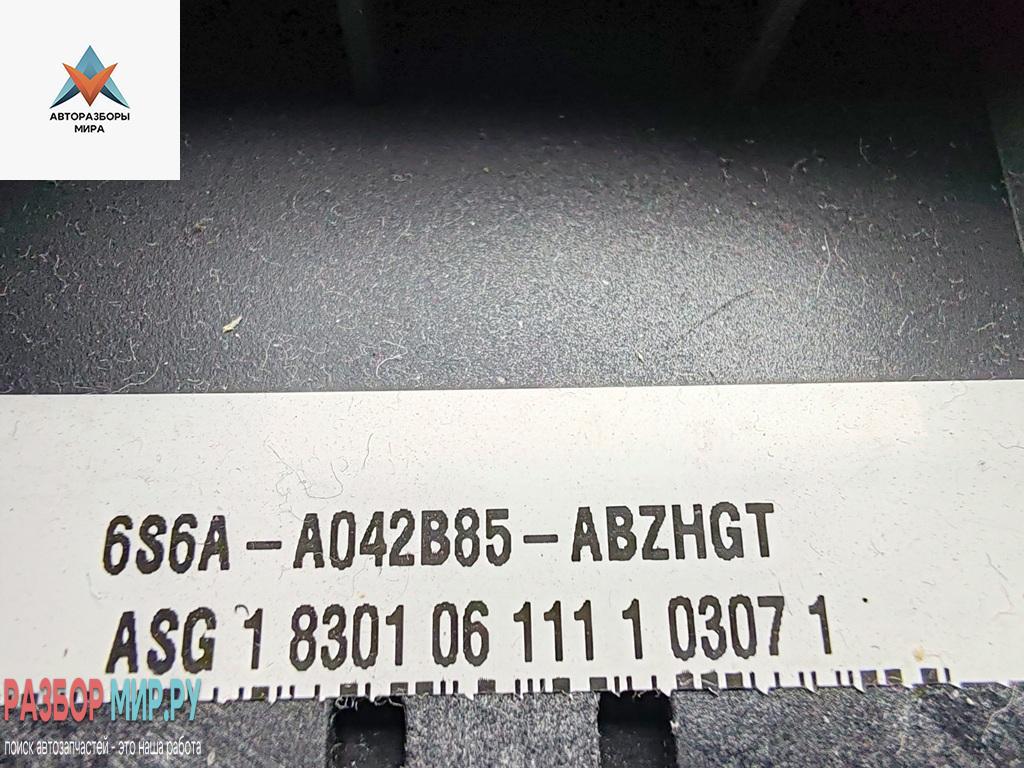 АВТОРАЗБОРЫ
МИРА
6S6A-A042B85-ABZHGT
ASG 1 8301 06 111 1 0307 1
РАЗБОР МИР.РУ
поиск автозапчастей - это наша работа